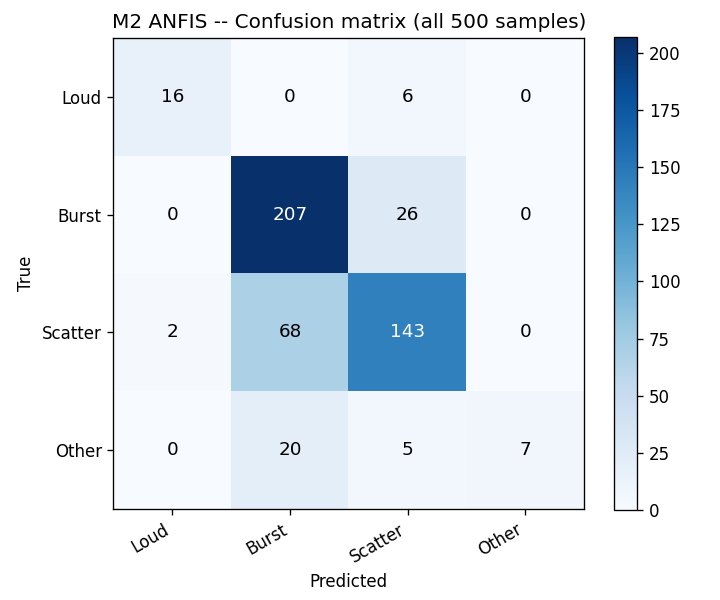 M2 ANFIS -- Confusion matrix (all 500 samples)
True
Loud 16 0 6 0
Burst 0 207 26 0
Scatter 2 68 143 0
Other 0 20 5 7
Loud Burst Scatter Other
Predicted
200
175
150
125
100
75
50
25
0